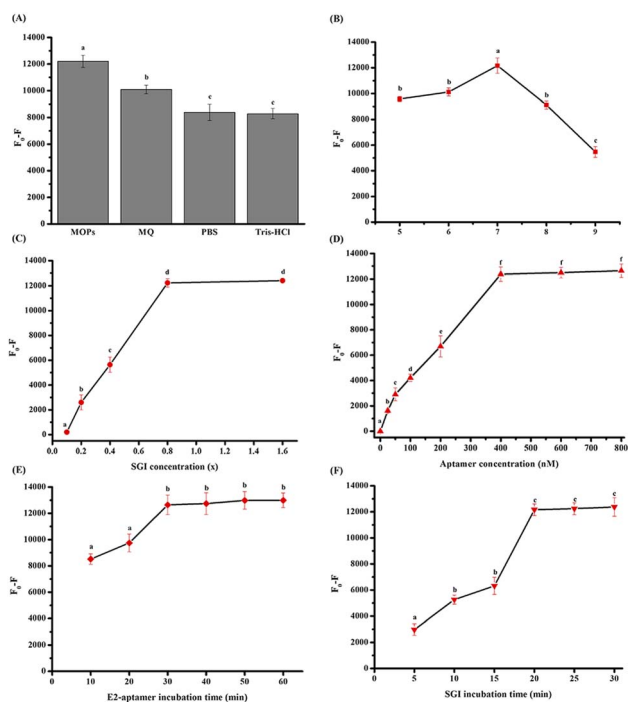 (A)
a
b
c
c
F₀-F
14000
12000
10000
8000
6000
4000
2000
0
MOPs MQ PBS Tris-HCl
(B)
a
b
b
b
c
F₀-F
14000
12000
10000
8000
6000
4000
2000
0
5 6 7 8 9
(C)
a
b
c
d
d
F₀-F
14000
12000
10000
8000
6000
4000
2000
0
0.0 0.2 0.4 0.6 0.8 1.0 1.2 1.4 1.6
SGI concentration (x)
(D)
a
b
c
d
e
f
f
f
F₀-F
14000
12000
10000
8000
6000
4000
2000
0
0 100 200 300 400 500 600 700 800
Aptamer concentration (nM)
(E)
a
a
b
b
b
b
F₀-F
14000
12000
10000
8000
6000
4000
2000
0
10 20 30 40 50 60
E2-aptamer incubation time (min)
(F)
a
b
b
c
c
c
F₀-F
14000
12000
10000
8000
6000
4000
2000
0
5 10 15 20 25 30
SGI incubation time (min)